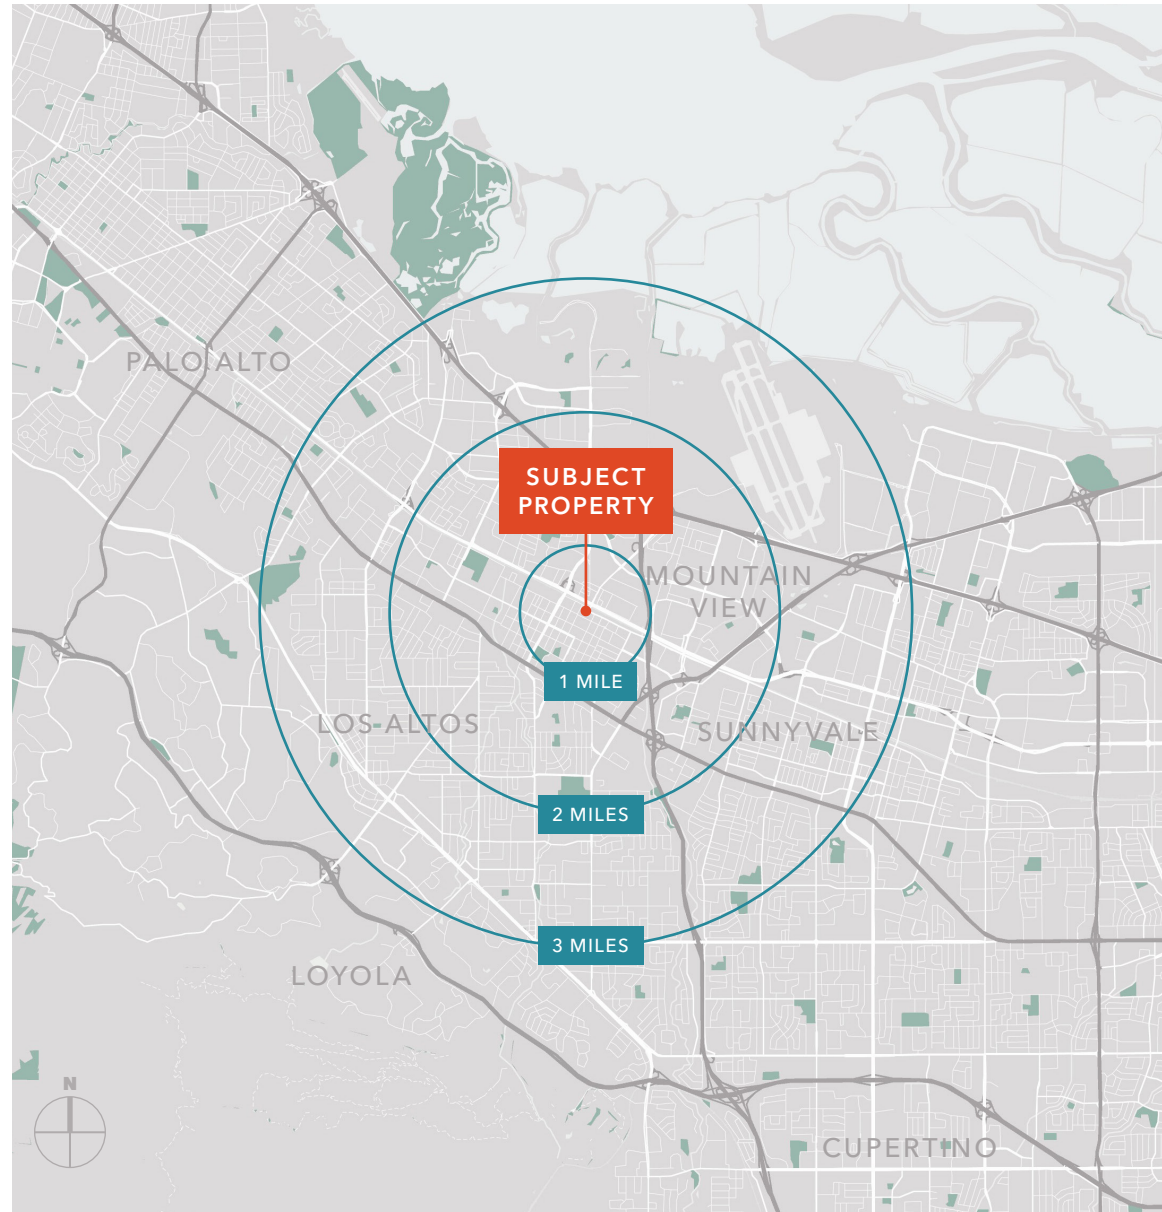 PALO ALTO
SUBJECT
PROPERTY
MOUNTAIN
VIEW
1 MILE
LOS ALTOS
SUNNYVALE
2 MILES
3 MILES
LOYOLA
N
CUPERTINO